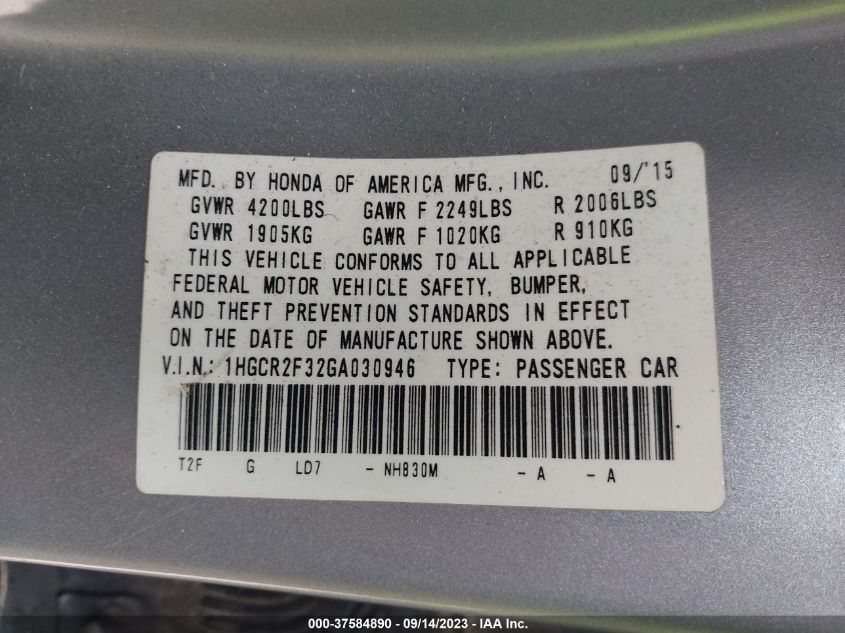 MFD. BY HONDA OF AMERICA MFG., INC. 09/'15
GVWR 4200LBS GAWR F 2249LBS R 2006LBS
GVWR 1905KG GAWR F 1020KG R 910KG
THIS VEHICLE CONFORMS TO ALL APPLICABLE
FEDERAL MOTOR VEHICLE SAFETY, BUMPER,
AND THEFT PREVENTION STANDARDS IN EFFECT
ON THE DATE OF MANUFACTURE SHOWN ABOVE.
V.I.N.: 1HGCR2F32GA030946 TYPE: PASSENGER CAR
T2F G LD7 - NH830M - A - A
000-37584890 - 09/14/2023 - IAA Inc.